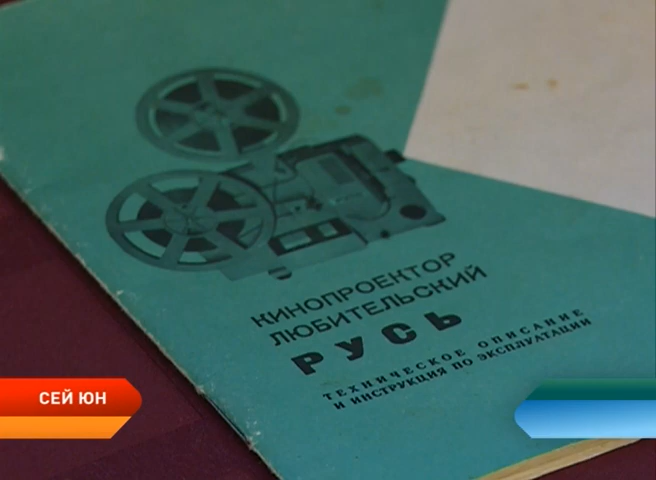 КИНОПРОЕКТОР
ЛЮБИТЕЛЬСКИЙ
РУСЬ
ТЕХНИЧЕСКОЕ ОПИСАНИЕ
И ИНСТРУКЦИЯ ПО ЭКСПЛУАТАЦИИ
СЕЙ ЮН